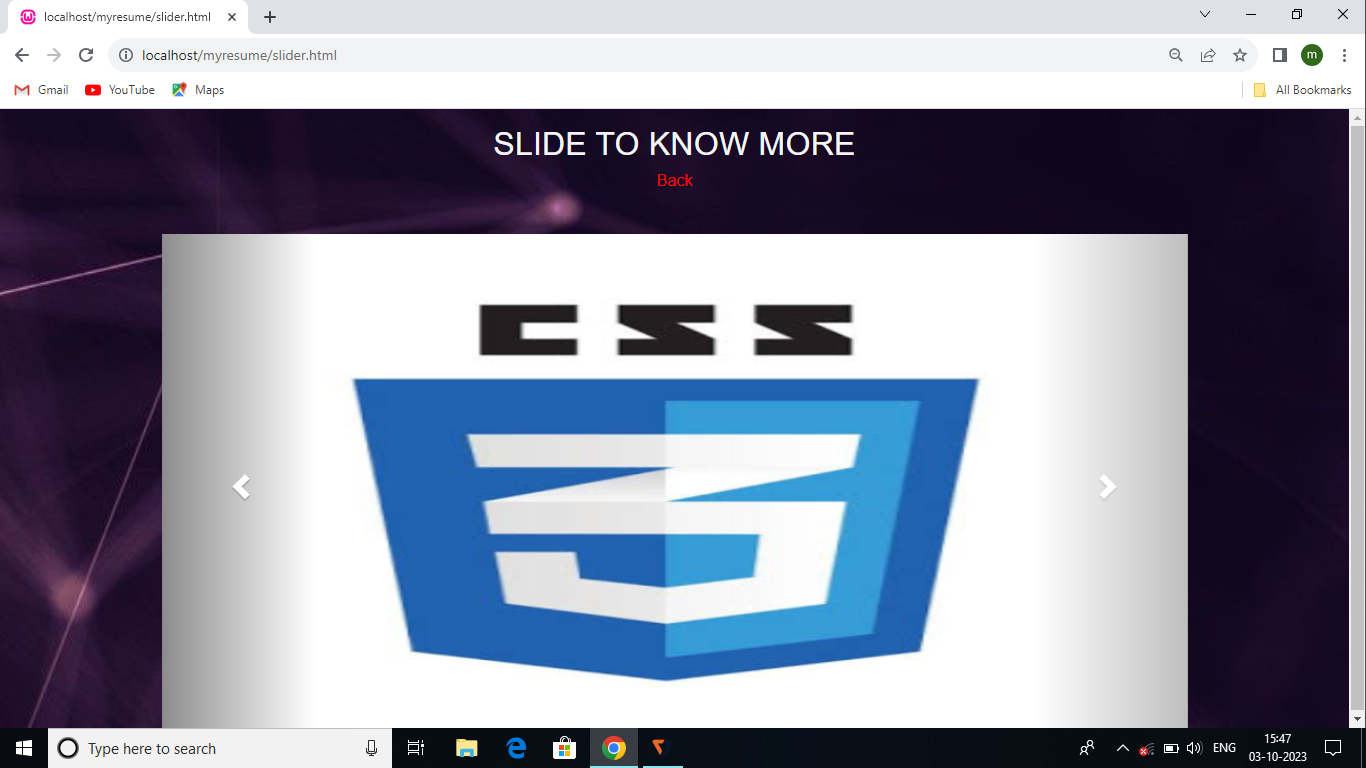 localhost/myresume/slider.html
localhost/myresume/slider.html
m
Gmail
YouTube
Maps
All Bookmarks
SLIDE TO KNOW MORE
Back
CSS
3
Type here to search
ENG
15:47
03-10-2023